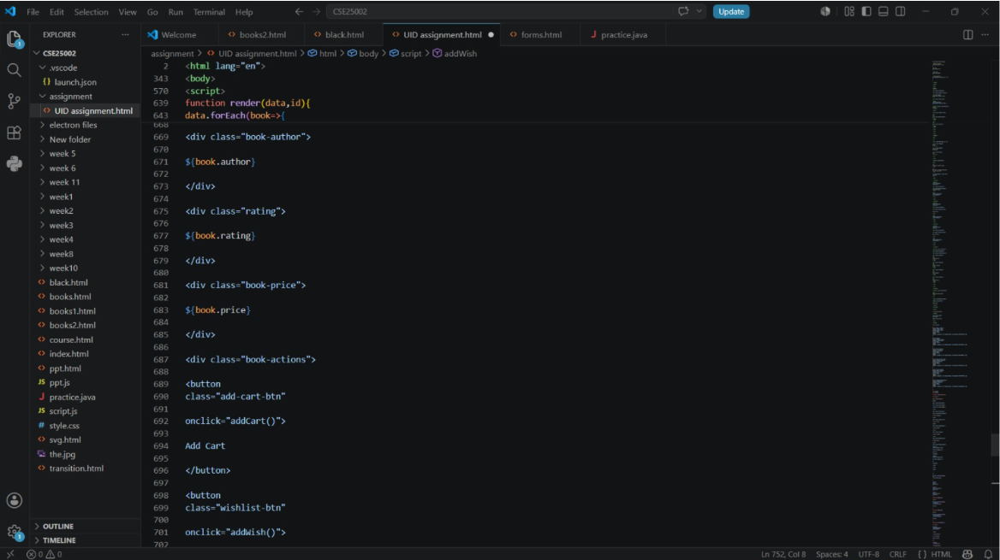 File Edit Selection View Go Run Terminal Help CSE25002 Update
EXPLORER ... Welcome books2.html black.html UID assignment.html forms.html practice.java
CSE25002
.vscode
launch.json
assignment
UID assignment.html
electron files
New folder
week 5
week 6
week 11
week1
week2
week3
week4
week8
week10
black.html
books.html
books1.html
books2.html
course.html
index.html
ppt.html
JS ppt.js
J practice.java
JS script.js
# style.css
svg.html
the.jpg
transition.html
OUTLINE
TIMELINE
assignment > UID assignment.html > html > body > script > addWish
2 <html lang="en">
343 <body>
570 <script>
639 function render(data,id){
643 data.forEach(book=>{
668
669 <div class="book-author">
670
671 ${book.author}
672
673 </div>
674
675 <div class="rating">
676
677 ${book.rating}
678
679 </div>
680
681 <div class="book-price">
682
683 ${book.price}
684
685 </div>
686
687 <div class="book-actions">
688
689 <button
690 class="add-cart-btn"
691
692 onclick="addCart()">
693
694 Add Cart
695
696 </button>
697
698 <button
699 class="wishlist-btn"
700
701 onclick="addWish()">
702
0 0 Ln 752, Col 8 Spaces: 4 UTF-8 CRLF {} HTML